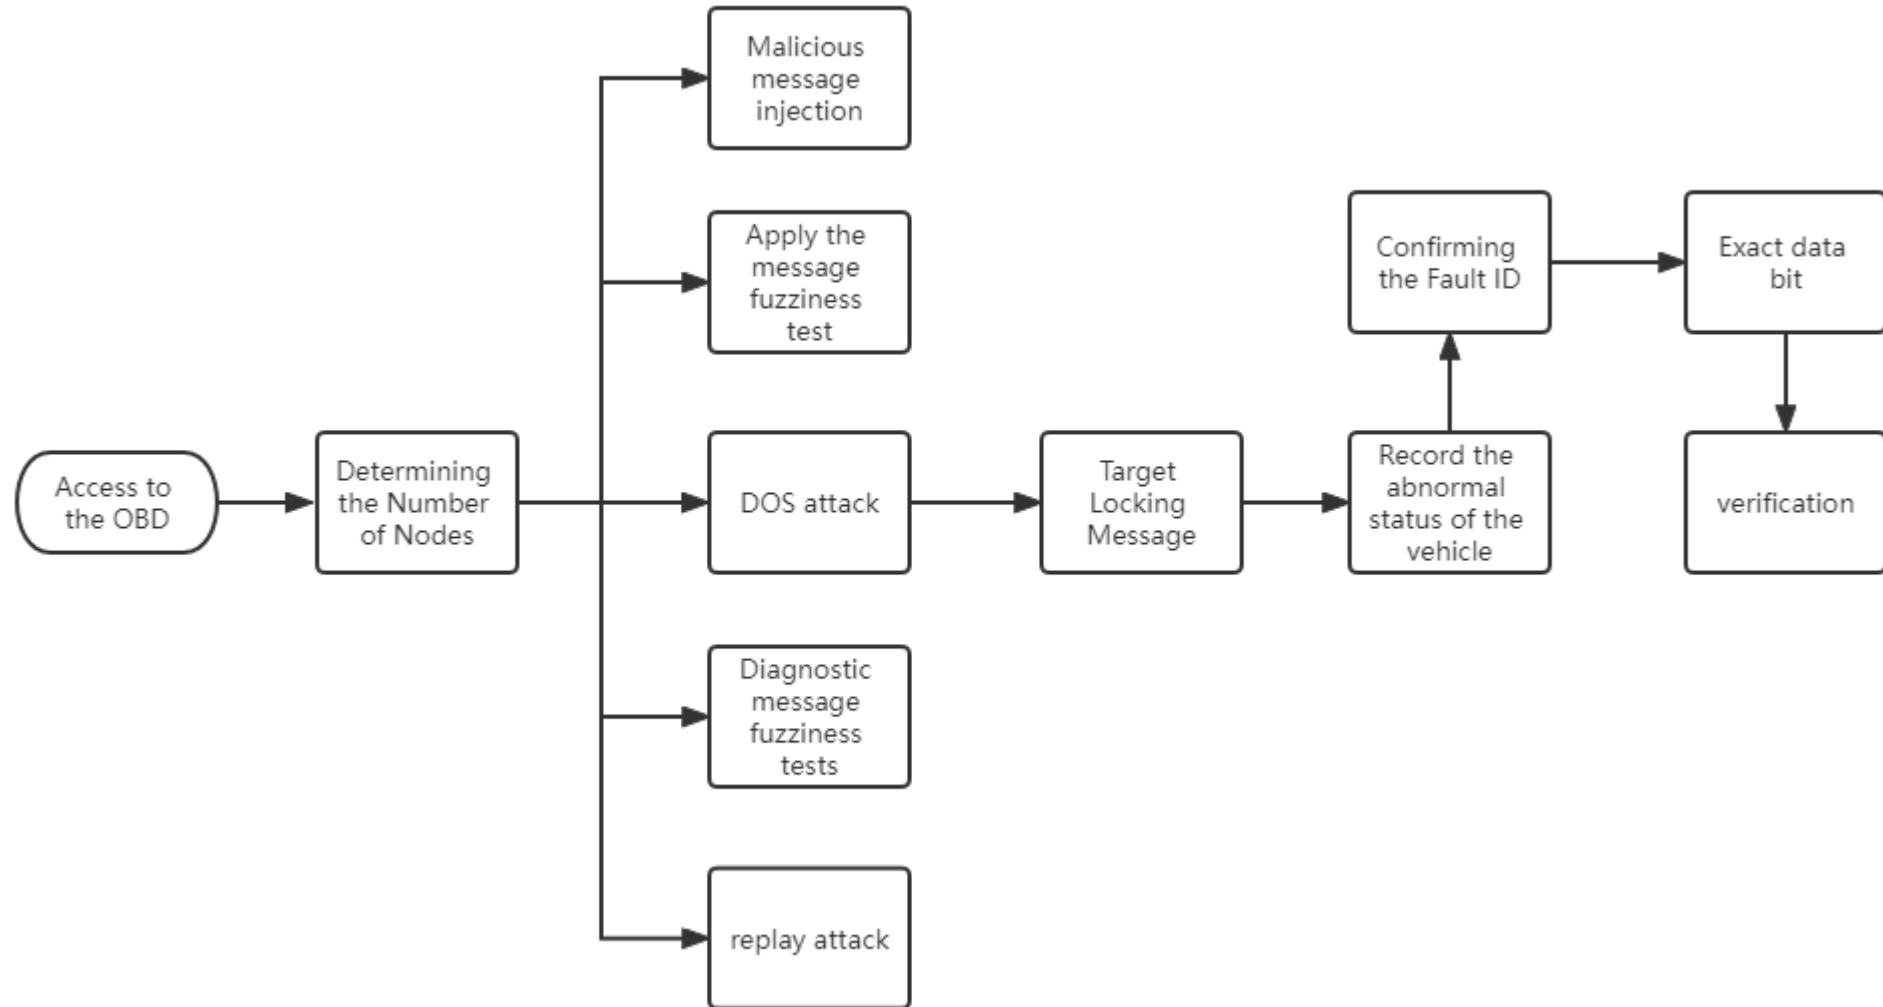 Malicious
message
injection
Apply the
message
fuzziness
test
Access to
the OBD
Determining
the Number
of Nodes
DOS attack
Target
Locking
Message
Record the
abnormal
status of the
vehicle
Confirming
the Fault ID
Exact data
bit
verification
Diagnostic
message
fuzziness
tests
replay attack